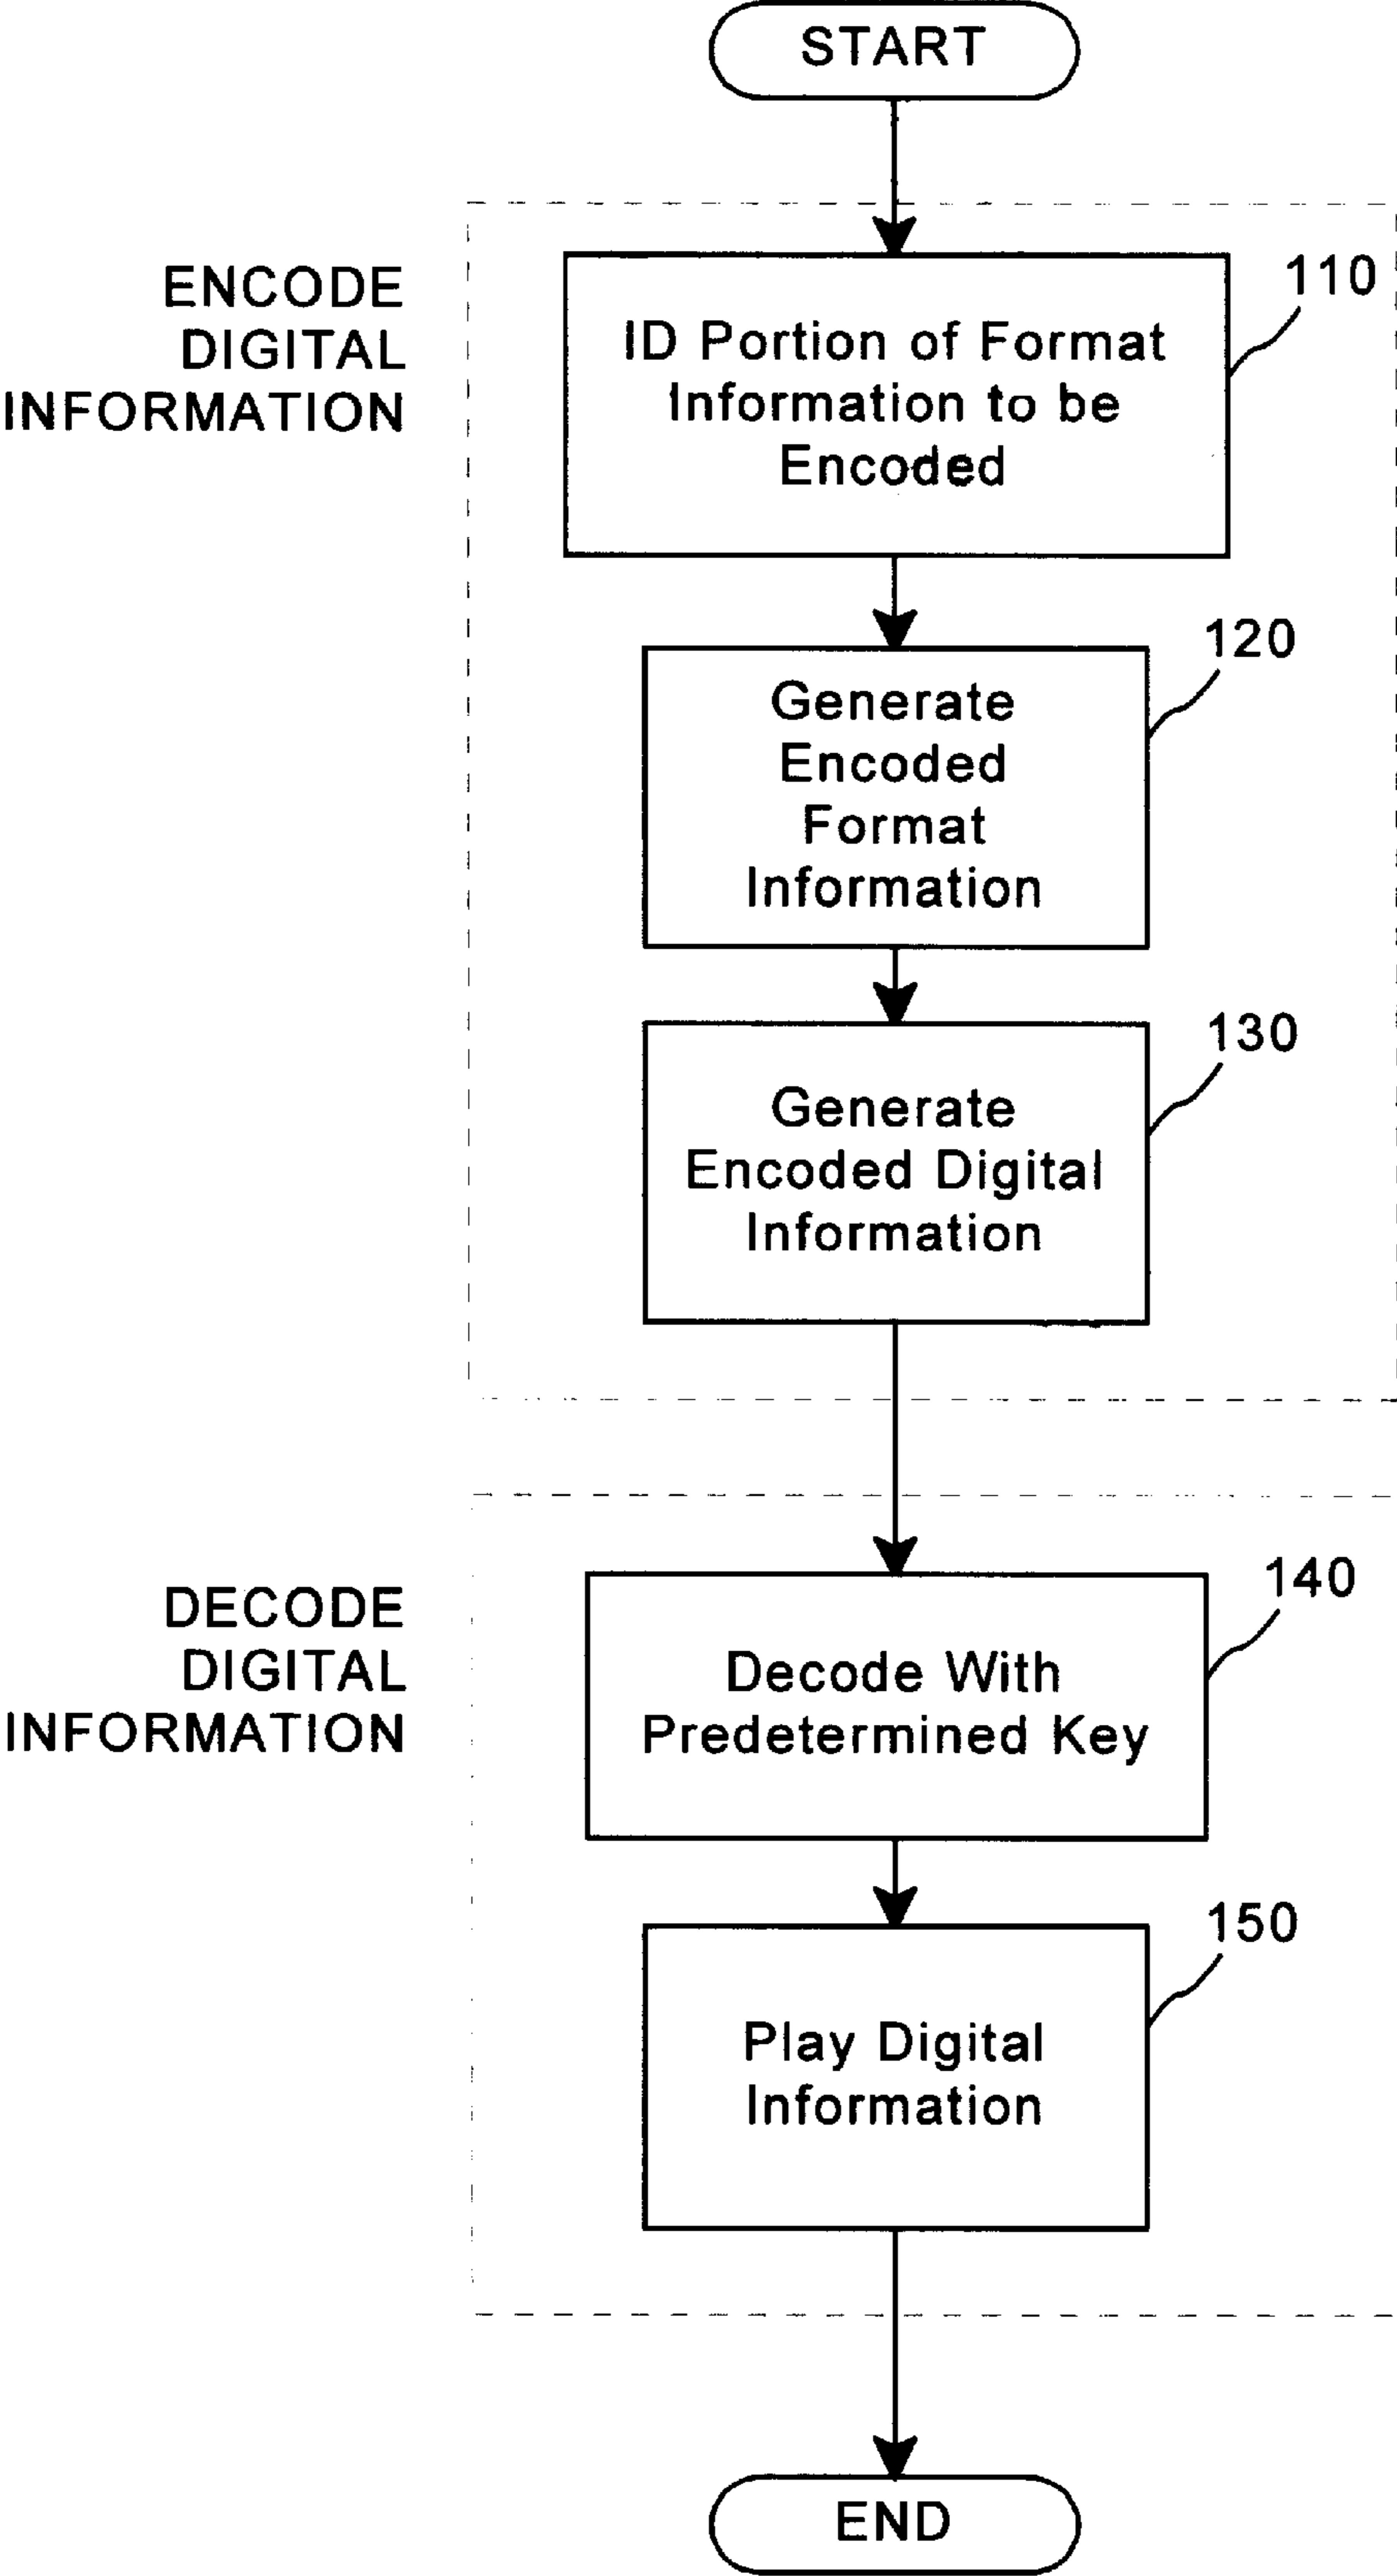 START
ENCODE
DIGITAL
INFORMATION
110
ID Portion of Format
Information to be
Encoded
120
Generate
Encoded
Format
Information
130
Generate
Encoded Digital
Information
DECODE
DIGITAL
INFORMATION
140
Decode With
Predetermined Key
150
Play Digital
Information
END